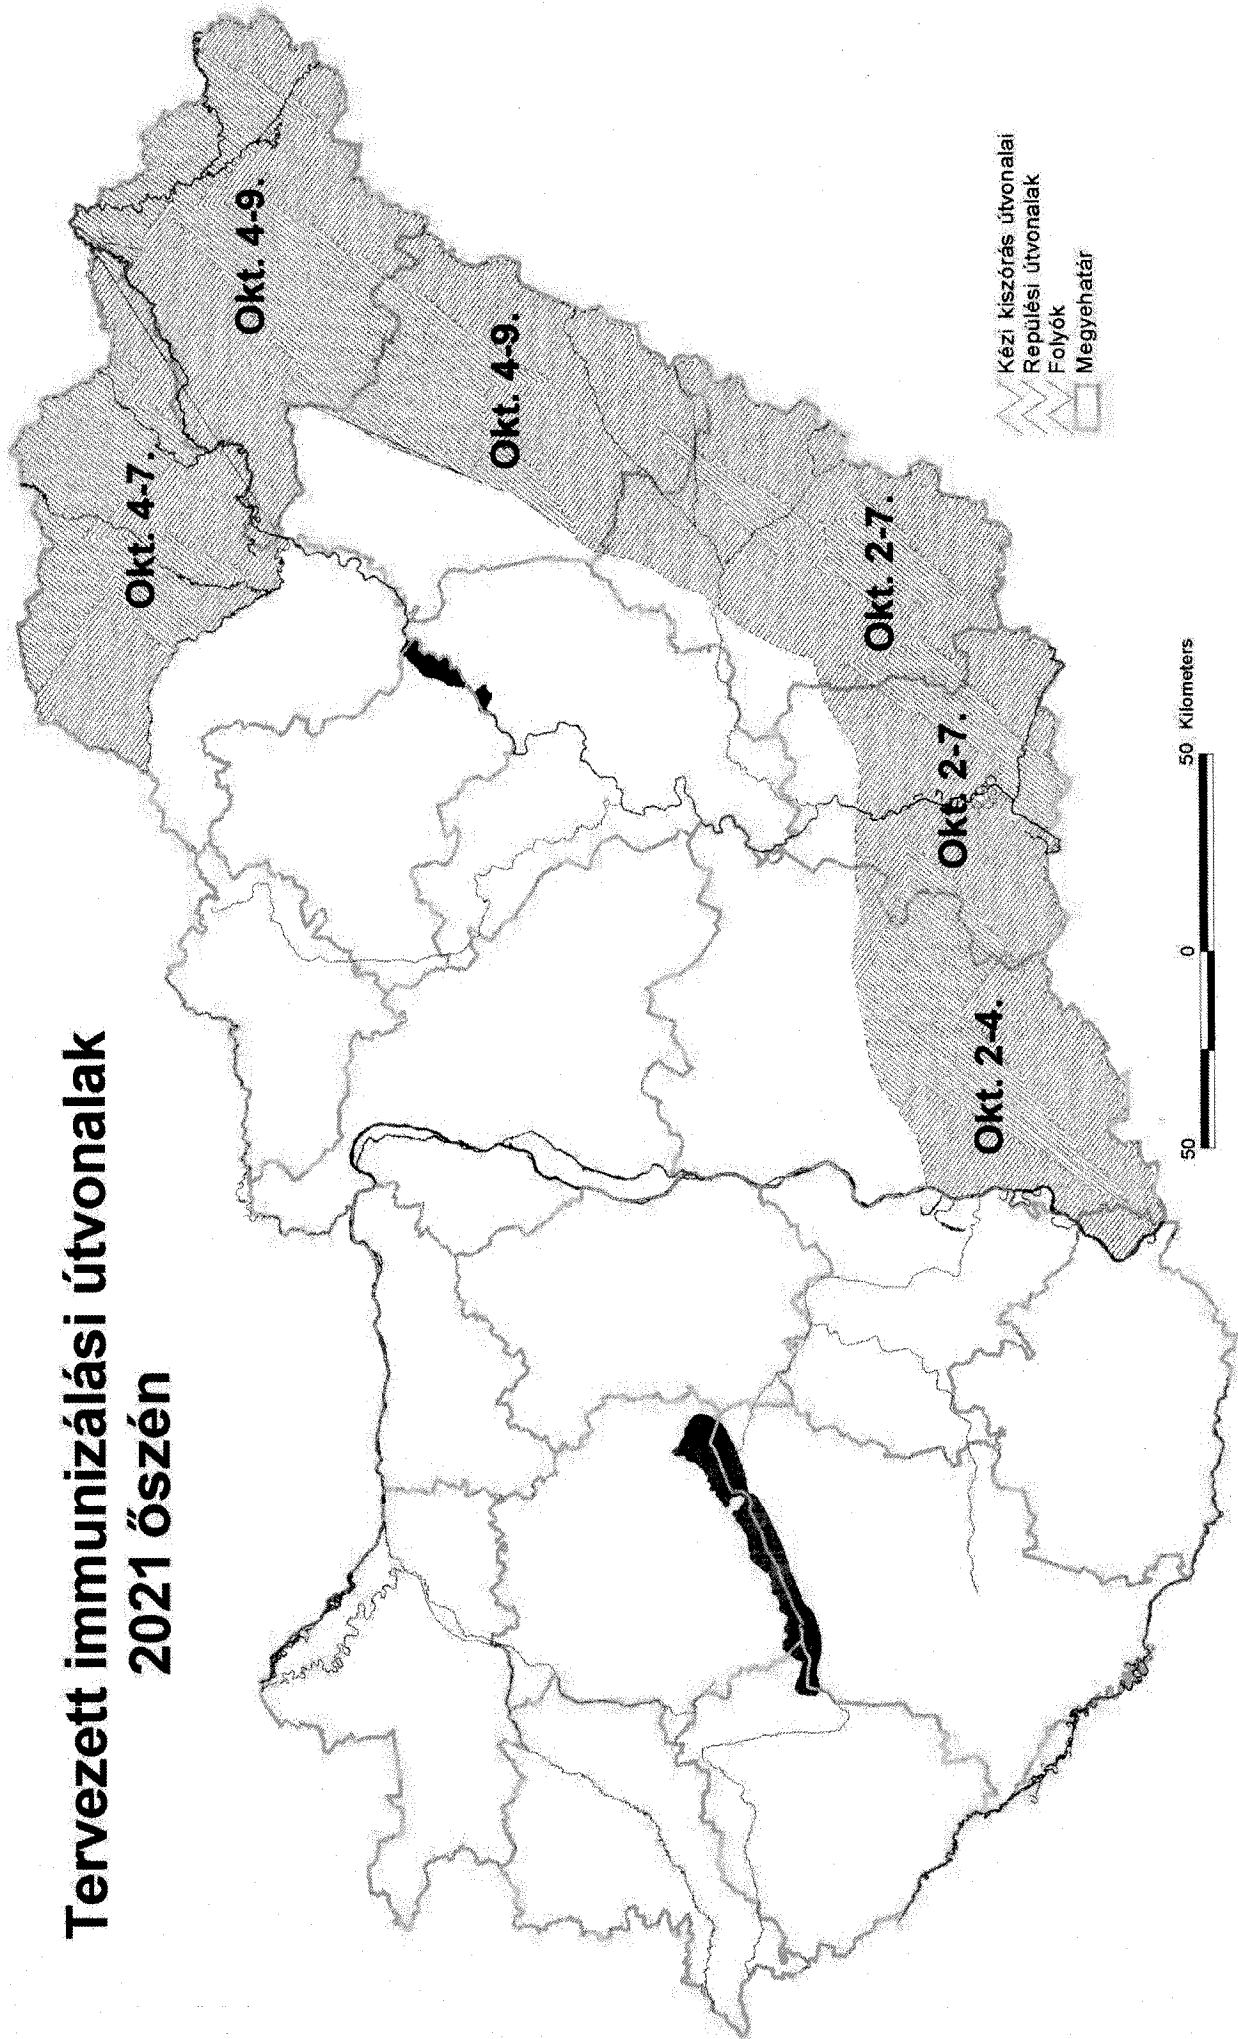 Tervezett immunizálási útvonalak
2021 őszén
Okt. 4-7.
Okt. 4-9.
Okt. 4-9.
Okt. 2-7.
Okt. 2-7.
Okt. 2-4.
Kézi kiszórás útvonalai
Repülési útvonalak
Folyók
Megyehatár
50 0 50 Kilometers